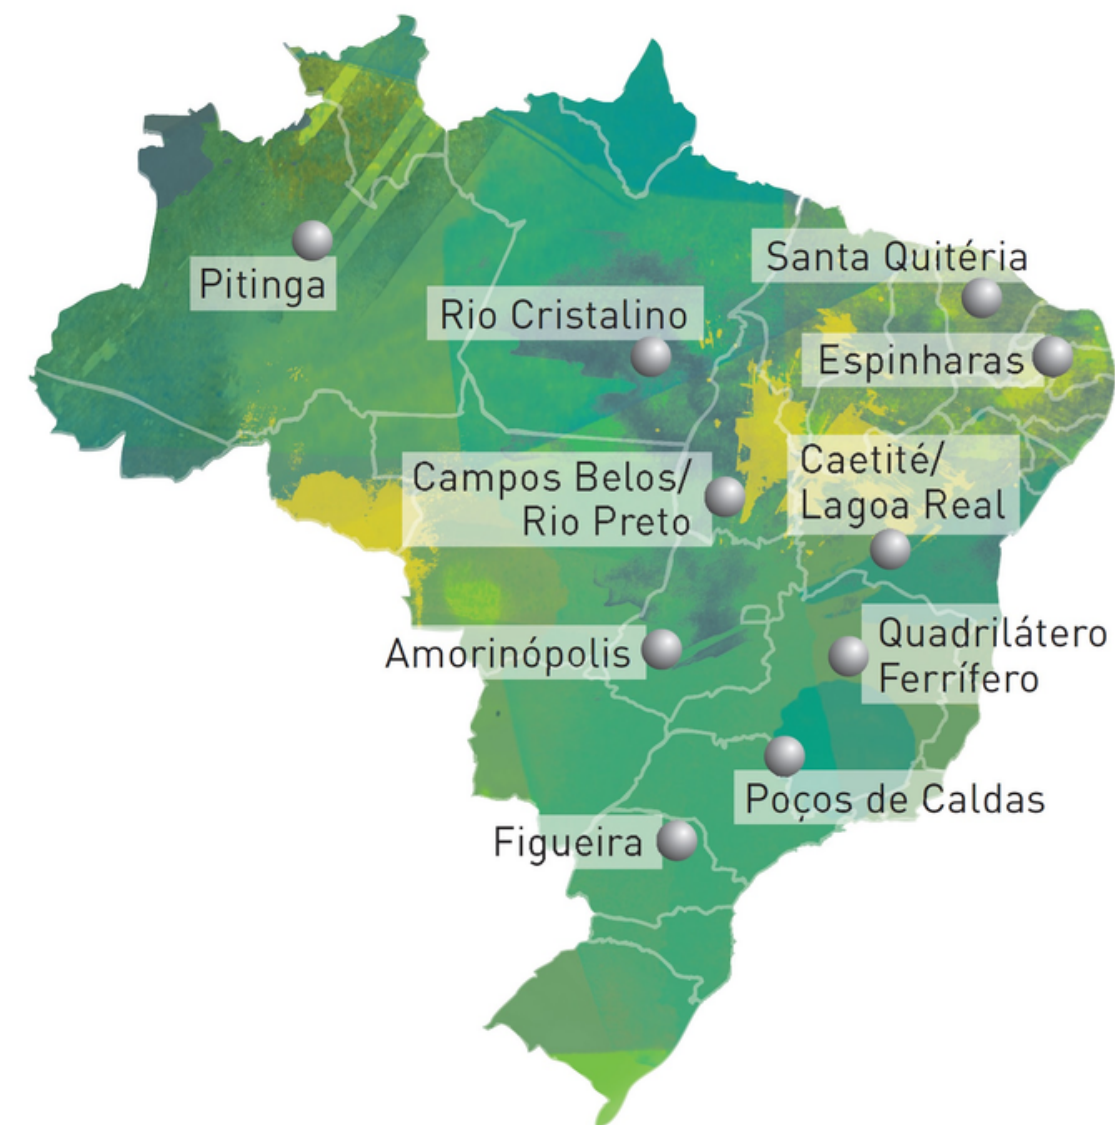 Pitinga
Santa Quitéria
Rio Cristalino
Espinharas
Campos Belos/
Rio Preto
Caetité/
Lagoa Real
Amorinópolis
Quadrilátero
Ferrífero
Poços de Caldas
Figueira